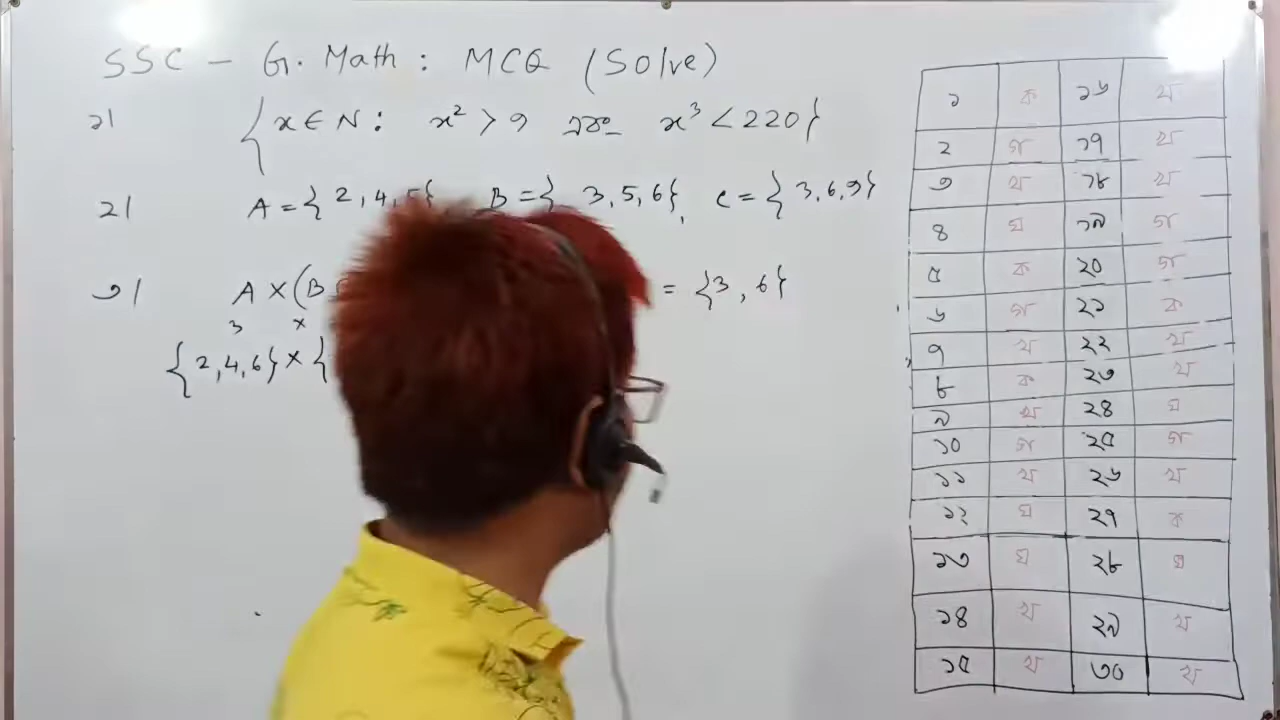 SSC - G. Math : MCQ (Solve)
১। {x ∈ N : x² > 9 এবং x³ < 220}
২। A = {2, 4, 5}, B = { 3, 5, 6}, C = { 3, 6, 9}
৩। A × (B = {3, 6}
3 ×
{2, 4, 6} × {
১ ক ১৬ খ
২ গ ১৭ খ
৩ খ ১৮ খ
৪ ঘ ১৯ গ
৫ ক ২০ গ
৬ গ ২১ ক
৭ খ ২২ খ
৮ ক ২৩ খ
৯ খ ২৪ ঘ
১০ গ ২৫ গ
১১ খ ২৬ খ
১২ ঘ ২৭ ক
১৩ ঘ ২৮ ঘ
১৪ খ ২৯ খ
১৫ খ ৩০ খ